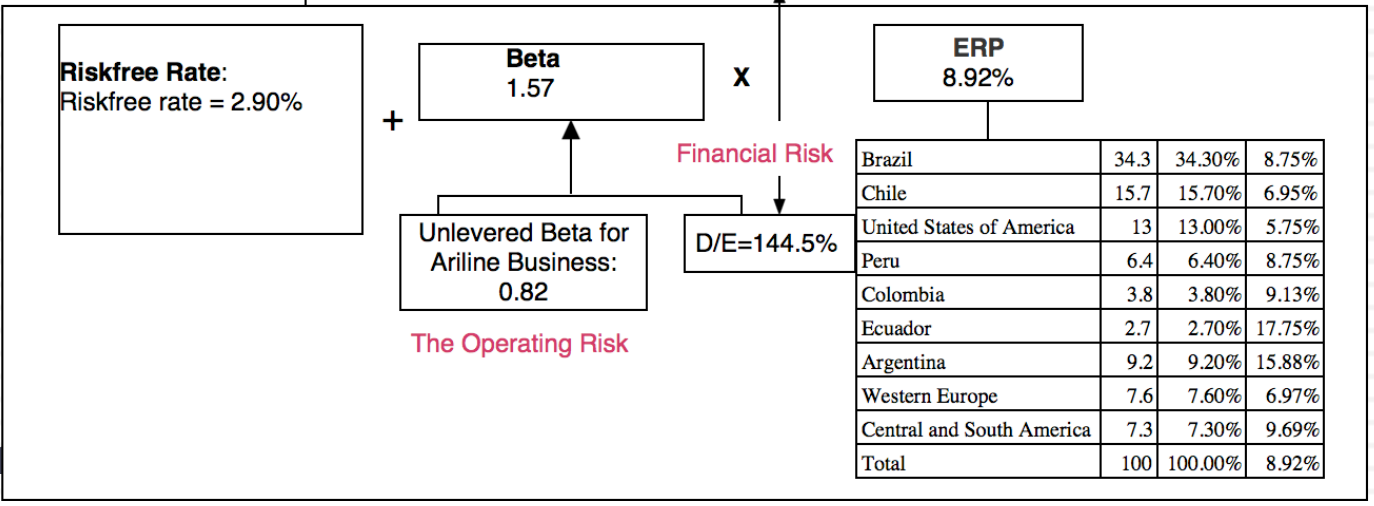 Riskfree Rate:
Riskfree rate = 2.90%
+
Beta
1.57
X
ERP
8.92%
Financial Risk
Unlevered Beta for
Ariline Business:
0.82
D/E=144.5%
The Operating Risk
Brazil 34.3 34.30% 8.75%
Chile 15.7 15.70% 6.95%
United States of America 13 13.00% 5.75%
Peru 6.4 6.40% 8.75%
Colombia 3.8 3.80% 9.13%
Ecuador 2.7 2.70% 17.75%
Argentina 9.2 9.20% 15.88%
Western Europe 7.6 7.60% 6.97%
Central and South America 7.3 7.30% 9.69%
Total 100 100.00% 8.92%